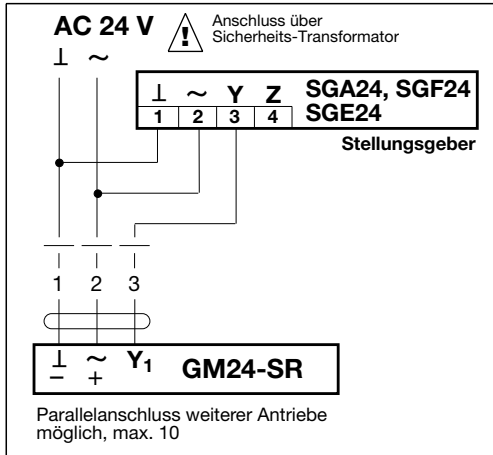 AC 24 V
Anschluss über
Sicherheits-Transformator
⊥ ~
⊥ ~ Y Z
1 2 3 4
SGA24, SGF24
SGE24
Stellungsgeber
1 2 3
⊥ ~ Y₁
− +
GM24-SR
Parallelanschluss weiterer Antriebe
möglich, max. 10